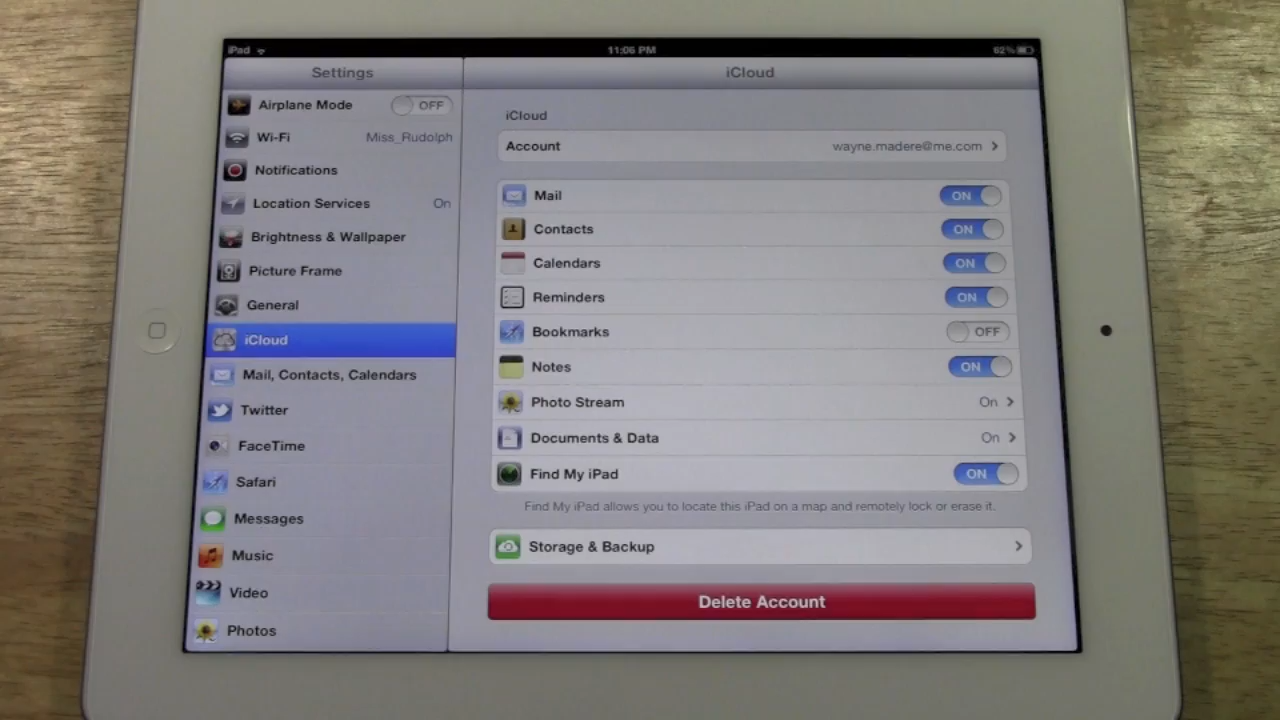 iPad 11:06 PM 62%
Settings
Airplane Mode OFF
Wi-Fi Miss_Rudolph
Notifications
Location Services On
Brightness & Wallpaper
Picture Frame
General
iCloud
Mail, Contacts, Calendars
Twitter
FaceTime
Safari
Messages
Music
Video
Photos
iCloud
iCloud
Account wayne.madere@me.com
Mail ON
Contacts ON
Calendars ON
Reminders ON
Bookmarks OFF
Notes ON
Photo Stream On
Documents & Data On
Find My iPad ON
Find My iPad allows you to locate this iPad on a map and remotely lock or erase it.
Storage & Backup
Delete Account